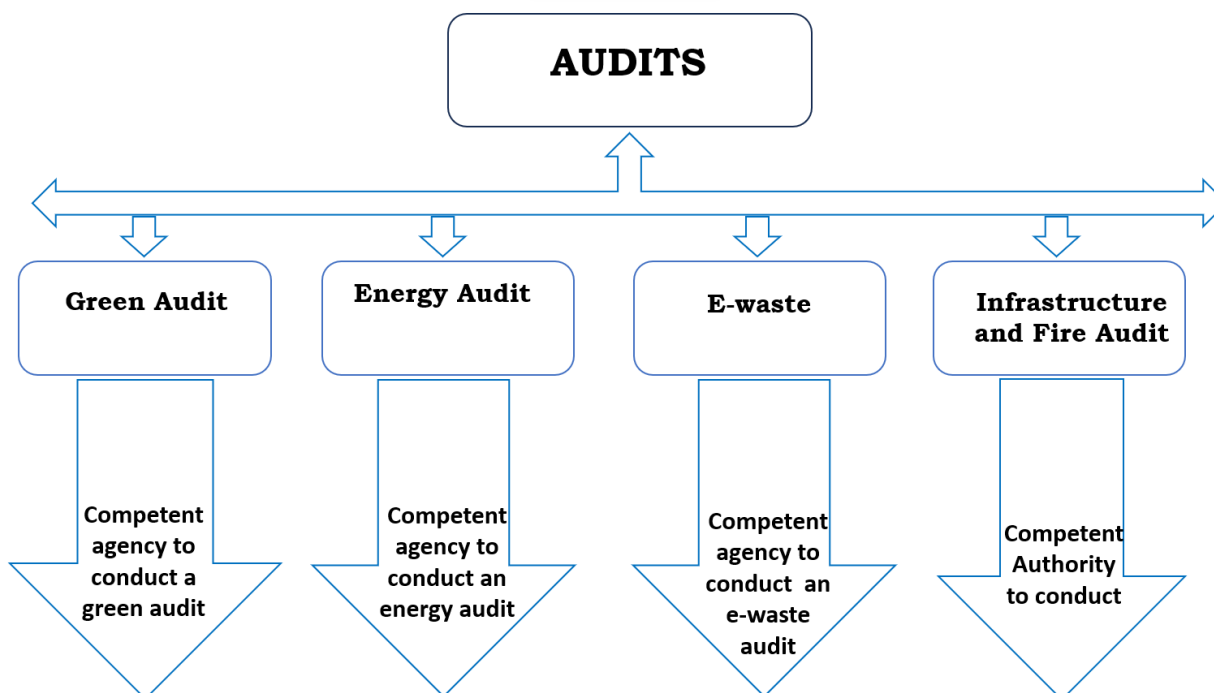 AUDITS
Green Audit
Energy Audit
E-waste
Infrastructure
and Fire Audit
Competent
agency to
conduct a
green audit
Competent
agency to
conduct an
energy audit
Competent
agency to
conduct an
e-waste
audit
Competent
Authority
to conduct